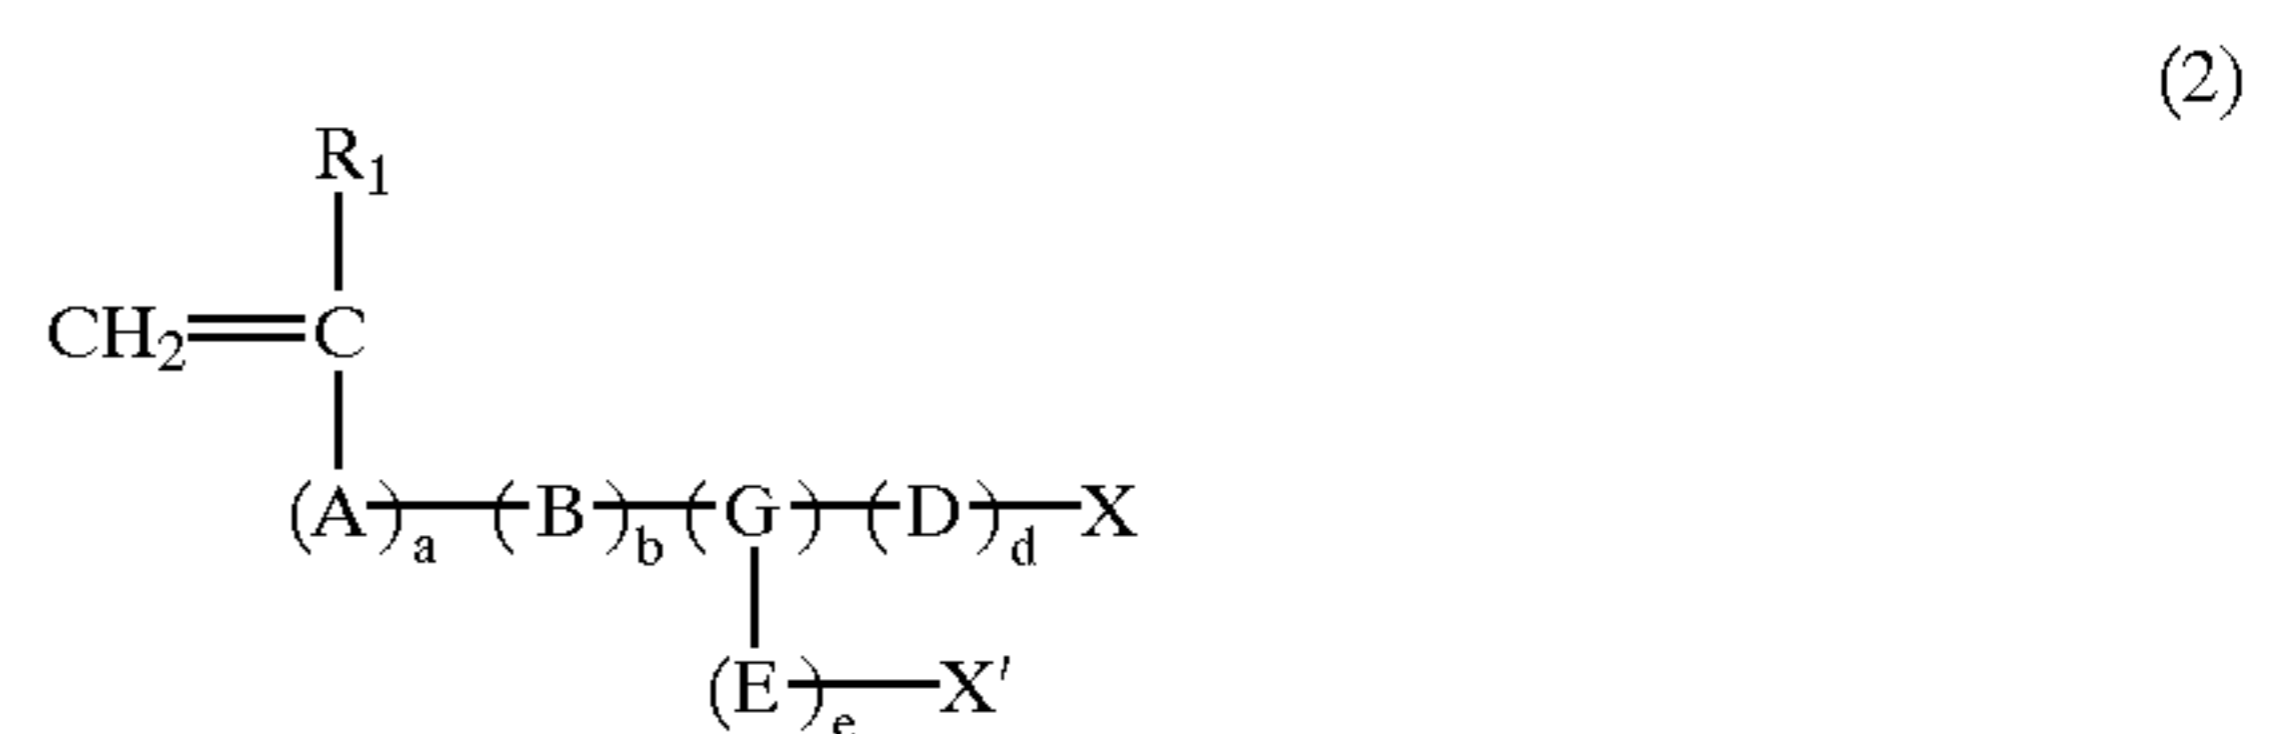 (2)
R1
CH2=C
(A)a—(B)b—(G)—(D)d—X
(E)e—X'